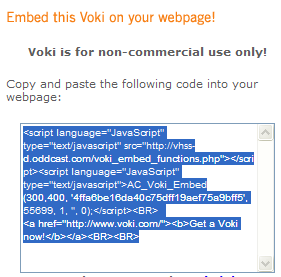 Embed this Voki on your webpage!
Voki is for non-commercial use only!
Copy and paste the following code into your
webpage:
<script language="JavaScript"
type="text/javascript" src="http://vhss-
d.oddcast.com/voki_embed_functions.php"></scri
pt><script language="JavaScript"
type="text/javascript">AC_Voki_Embed
(300,400, '4ffa6be16da40c75dff19aef75a9bff5',
55699, 1, '', 0);</script><BR>
<a href="http://www.voki.com/"><b>Get a Voki
now!</b></a><BR><BR>